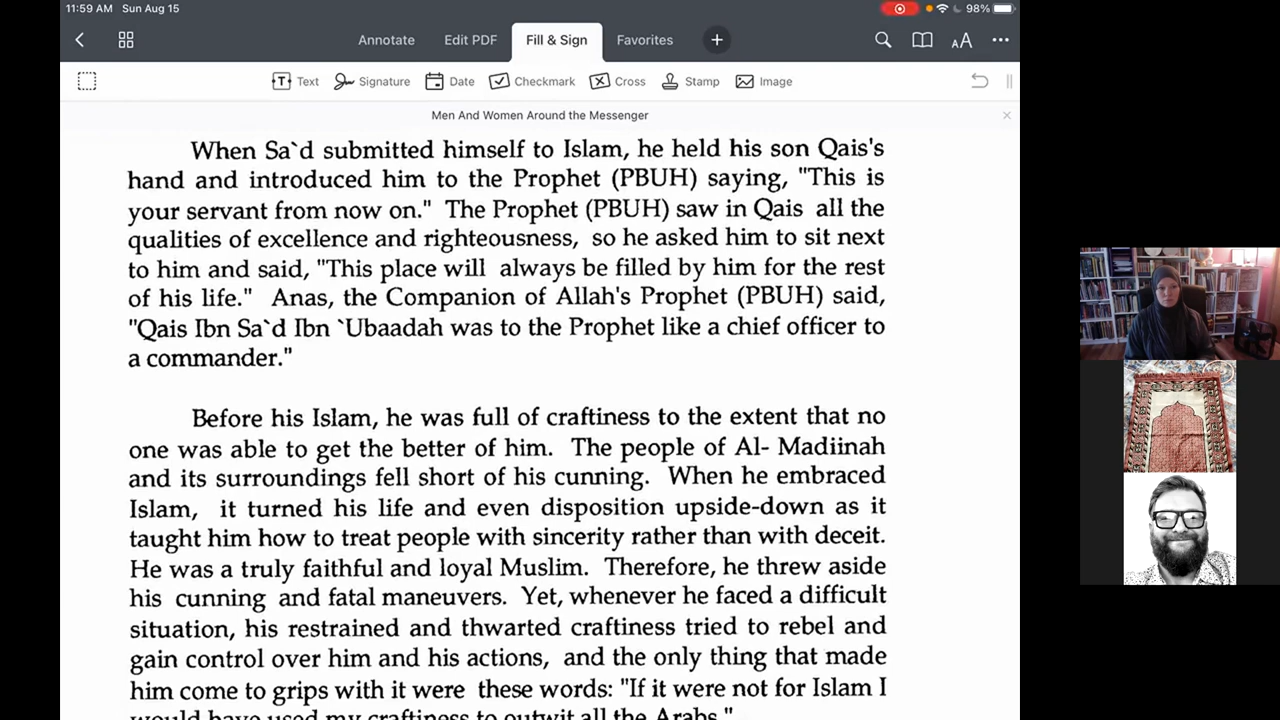 11:59 AM Sun Aug 15
98%
Annotate Edit PDF Fill & Sign Favorites
AA
Text Signature Date Checkmark Cross Stamp Image
Men And Women Around the Messenger
When Sa`d submitted himself to Islam, he held his son Qais's
hand and introduced him to the Prophet (PBUH) saying, "This is
your servant from now on." The Prophet (PBUH) saw in Qais all the
qualities of excellence and righteousness, so he asked him to sit next
to him and said, "This place will always be filled by him for the rest
of his life." Anas, the Companion of Allah's Prophet (PBUH) said,
"Qais Ibn Sa`d Ibn `Ubaadah was to the Prophet like a chief officer to
a commander."
Before his Islam, he was full of craftiness to the extent that no
one was able to get the better of him. The people of Al- Madiinah
and its surroundings fell short of his cunning. When he embraced
Islam, it turned his life and even disposition upside-down as it
taught him how to treat people with sincerity rather than with deceit.
He was a truly faithful and loyal Muslim. Therefore, he threw aside
his cunning and fatal maneuvers. Yet, whenever he faced a difficult
situation, his restrained and thwarted craftiness tried to rebel and
gain control over him and his actions, and the only thing that made
him come to grips with it were these words: "If it were not for Islam I
would have used my craftiness to outwit all the Arabs."